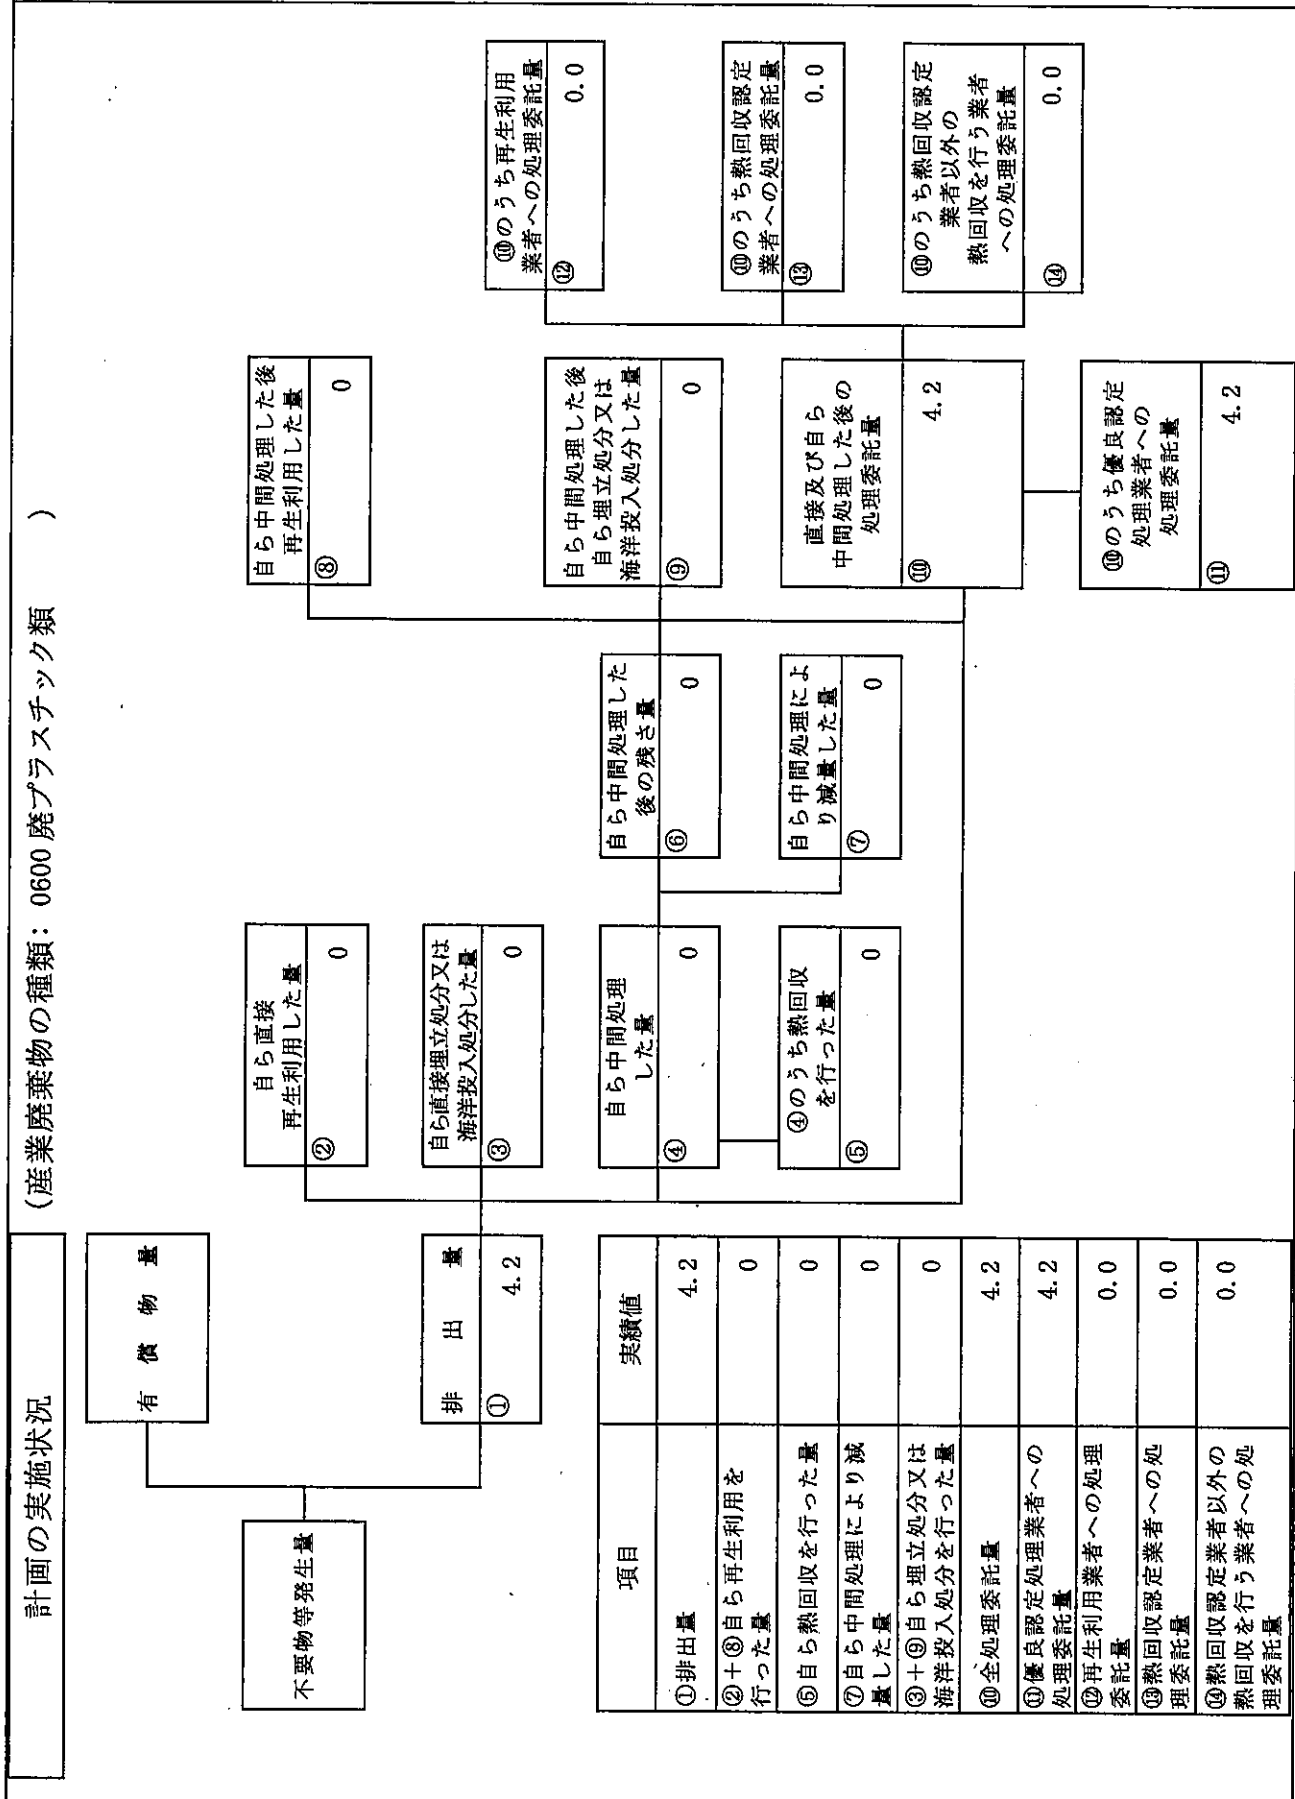 計画の実施状況
(産業廃棄物の種類: 0600 廃プラスチック類 )
不要物等発生量
有償物量
排出量
① 4.2
自ら直接
再生利用した量
② 0
自ら直接埋立処分又は
海洋投入処分した量
③ 0
自ら中間処理
した量
④ 0
④のうち熱回収
を行った量
⑤ 0
自ら中間処理した
後の残さ量
⑥ 0
自ら中間処理によ
り減量した量
⑦ 0
自ら中間処理した後
再生利用した量
⑧ 0
自ら中間処理した後
自ら埋立処分又は
海洋投入処分した量
⑨ 0
直接及び自ら
中間処理した後の
処理委託量
⑩ 4.2
⑩のうち優良認定
処理業者への
処理委託量
⑪ 4.2
⑩のうち再生利用
業者への処理委託量
⑫ 0.0
⑩のうち熱回収認定
業者への処理委託量
⑬ 0.0
⑩のうち熱回収認定
業者以外の
熱回収を行う業者
への処理委託量
⑭ 0.0
項目 実績値
①排出量 4.2
②+⑧自ら再生利用を
行った量 0
⑤自ら熱回収を行った量 0
⑦自ら中間処理により減
量した量 0
③+⑨自ら埋立処分又は
海洋投入処分を行った量 0
⑩全処理委託量 4.2
⑪優良認定処理業者への
処理委託量 4.2
⑫再生利用業者への処理
委託量 0.0
⑬熱回収認定業者への処
理委託量 0.0
⑭熱回収認定業者以外の
熱回収を行う業者への処
理委託量 0.0